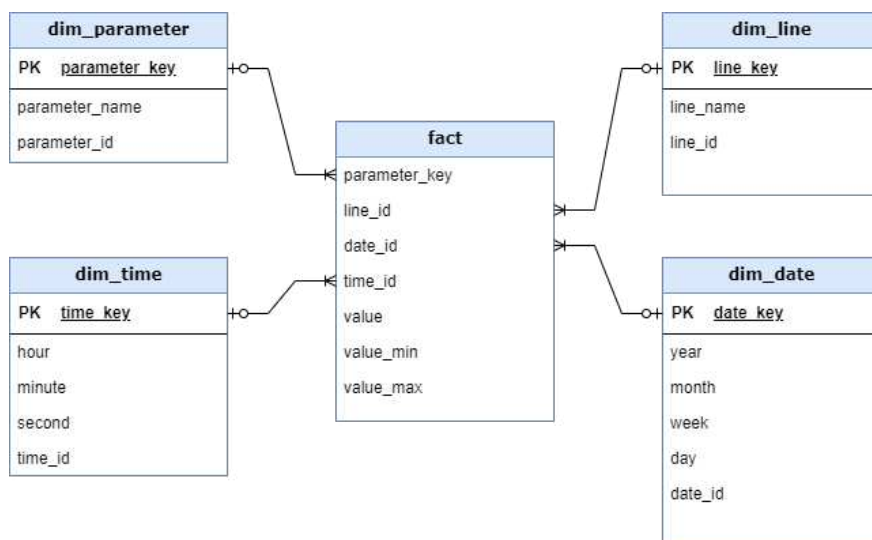 dim_parameter
PK parameter_key
parameter_name
parameter_id
dim_line
PK line_key
line_name
line_id
fact
parameter_key
line_id
date_id
time_id
value
value_min
value_max
dim_time
PK time_key
hour
minute
second
time_id
dim_date
PK date_key
year
month
week
day
date_id